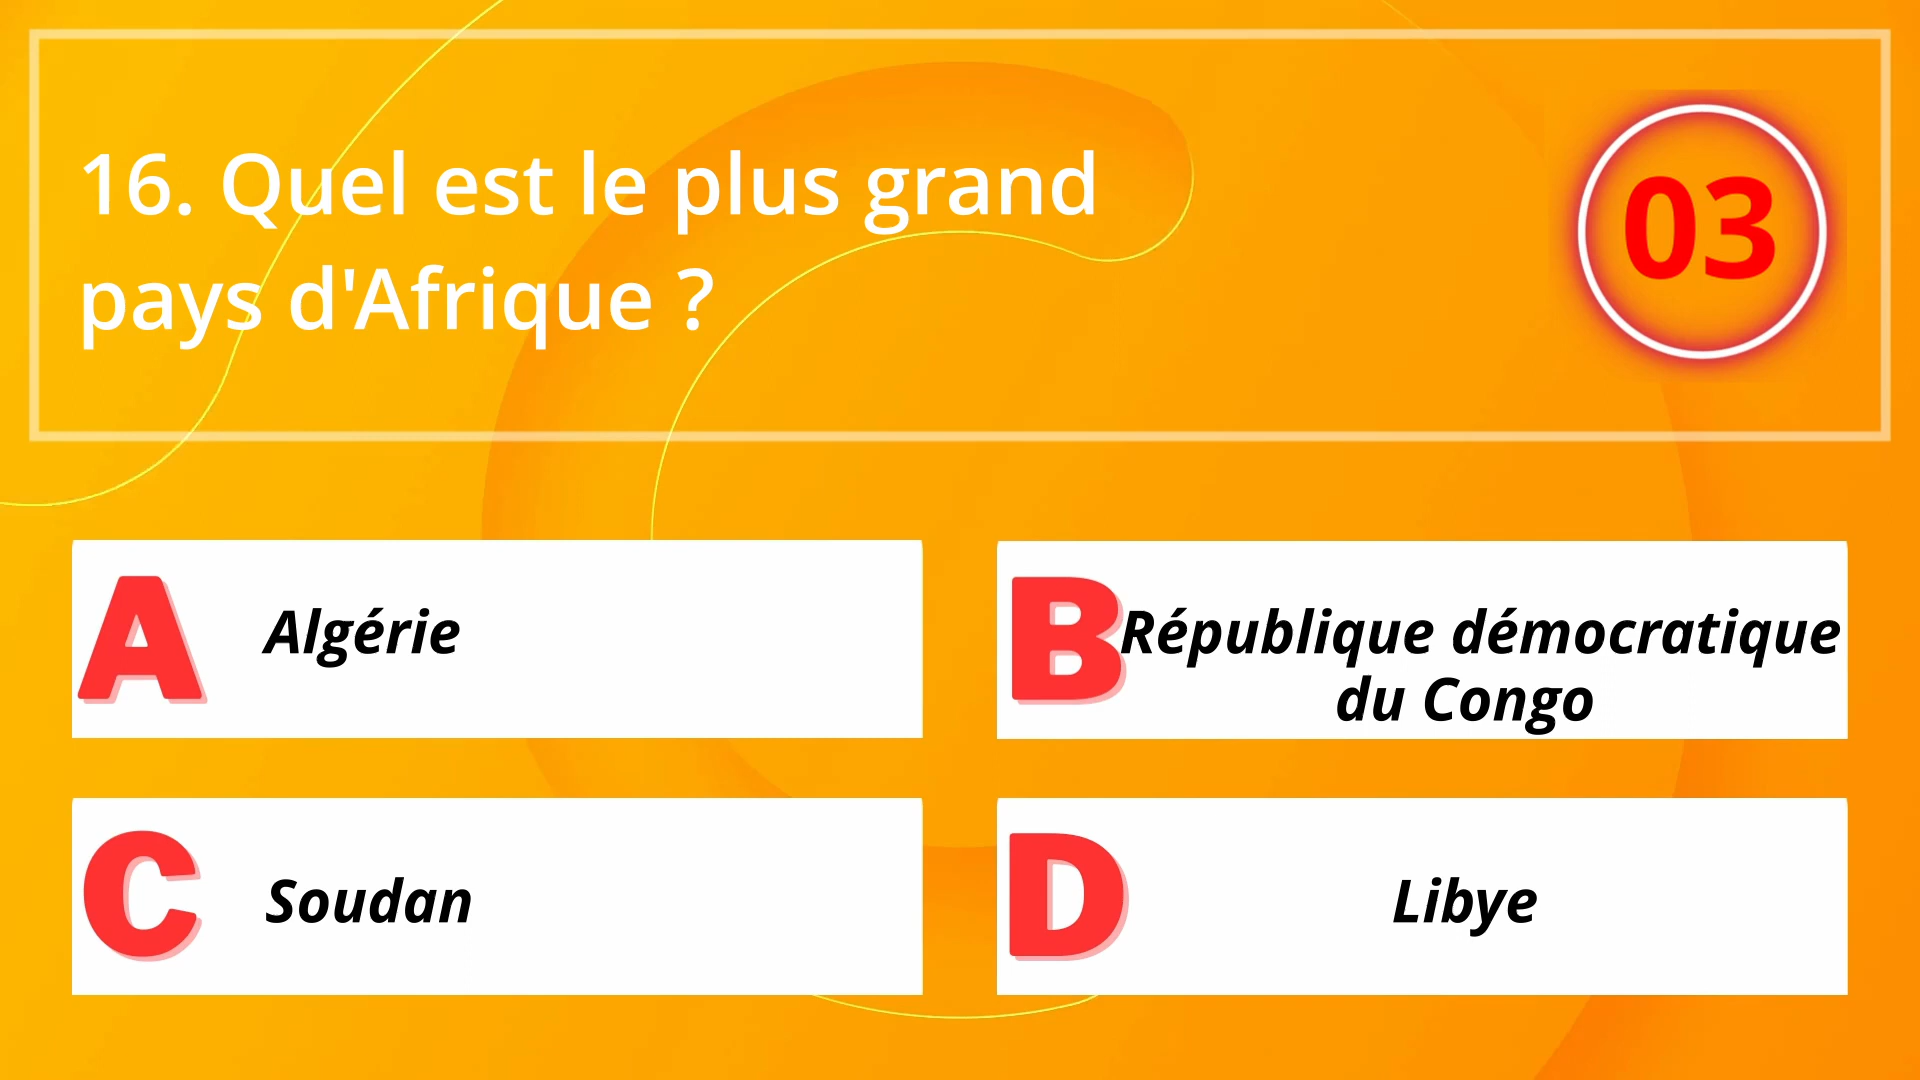 16. Quel est le plus grand
pays d'Afrique ?
03
A
Algérie
B
République démocratique
du Congo
C
Soudan
D
Libye